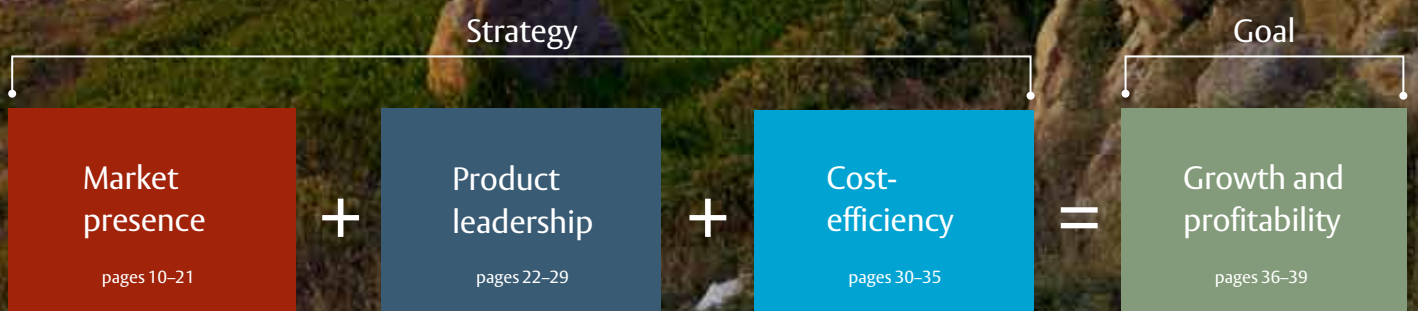 Strategy
Goal
Market
presence
pages 10–21
+
Product
leadership
pages 22–29
+
Cost-
efficiency
pages 30–35
=
Growth and
profitability
pages 36–39